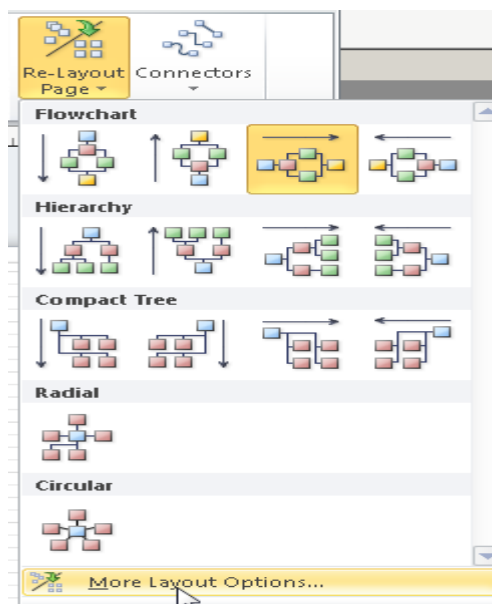 Re-Layout Connectors
Page
Flowchart
Hierarchy
Compact Tree
Radial
Circular
More Layout Options...